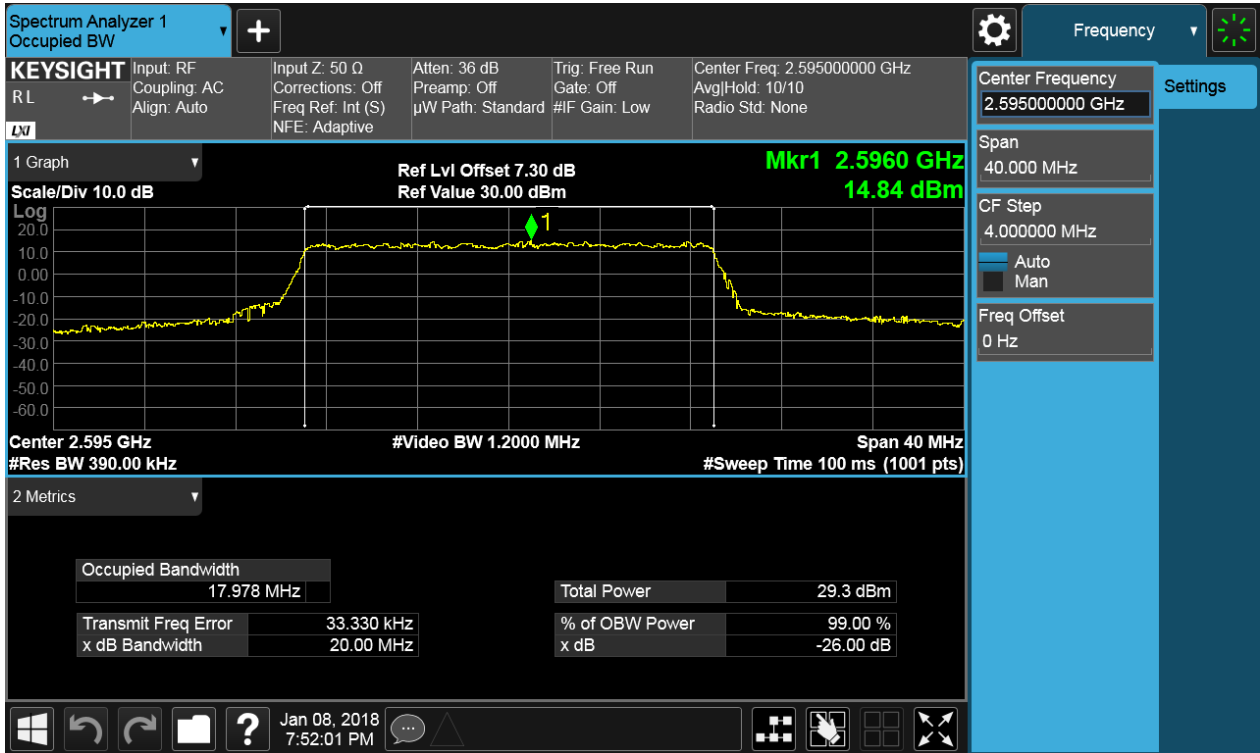 Spectrum Analyzer 1
Occupied BW
+
Frequency
KEYSIGHT
RL
LXI
Input: RF
Coupling: AC
Align: Auto
Input Z: 50 Ω
Corrections: Off
Freq Ref: Int (S)
NFE: Adaptive
Atten: 36 dB
Preamp: Off
µW Path: Standard
Trig: Free Run
Gate: Off
#IF Gain: Low
Center Freq: 2.595000000 GHz
Avg|Hold: 10/10
Radio Std: None
Center Frequency
2.595000000 GHz
Settings
Span
40.000 MHz
CF Step
4.000000 MHz
Auto
Man
Freq Offset
0 Hz
1 Graph
Scale/Div 10.0 dB
Ref Lvl Offset 7.30 dB
Ref Value 30.00 dBm
Mkr1 2.5960 GHz
14.84 dBm
Log
1
20.0
10.0
0.00
-10.0
-20.0
-30.0
-40.0
-50.0
-60.0
Center 2.595 GHz
#Video BW 1.2000 MHz
Span 40 MHz
#Res BW 390.00 kHz
#Sweep Time 100 ms (1001 pts)
2 Metrics
Occupied Bandwidth
17.978 MHz
Total Power 29.3 dBm
Transmit Freq Error 33.330 kHz
% of OBW Power 99.00 %
x dB Bandwidth 20.00 MHz
x dB -26.00 dB
?
Jan 08, 2018
7:52:01 PM